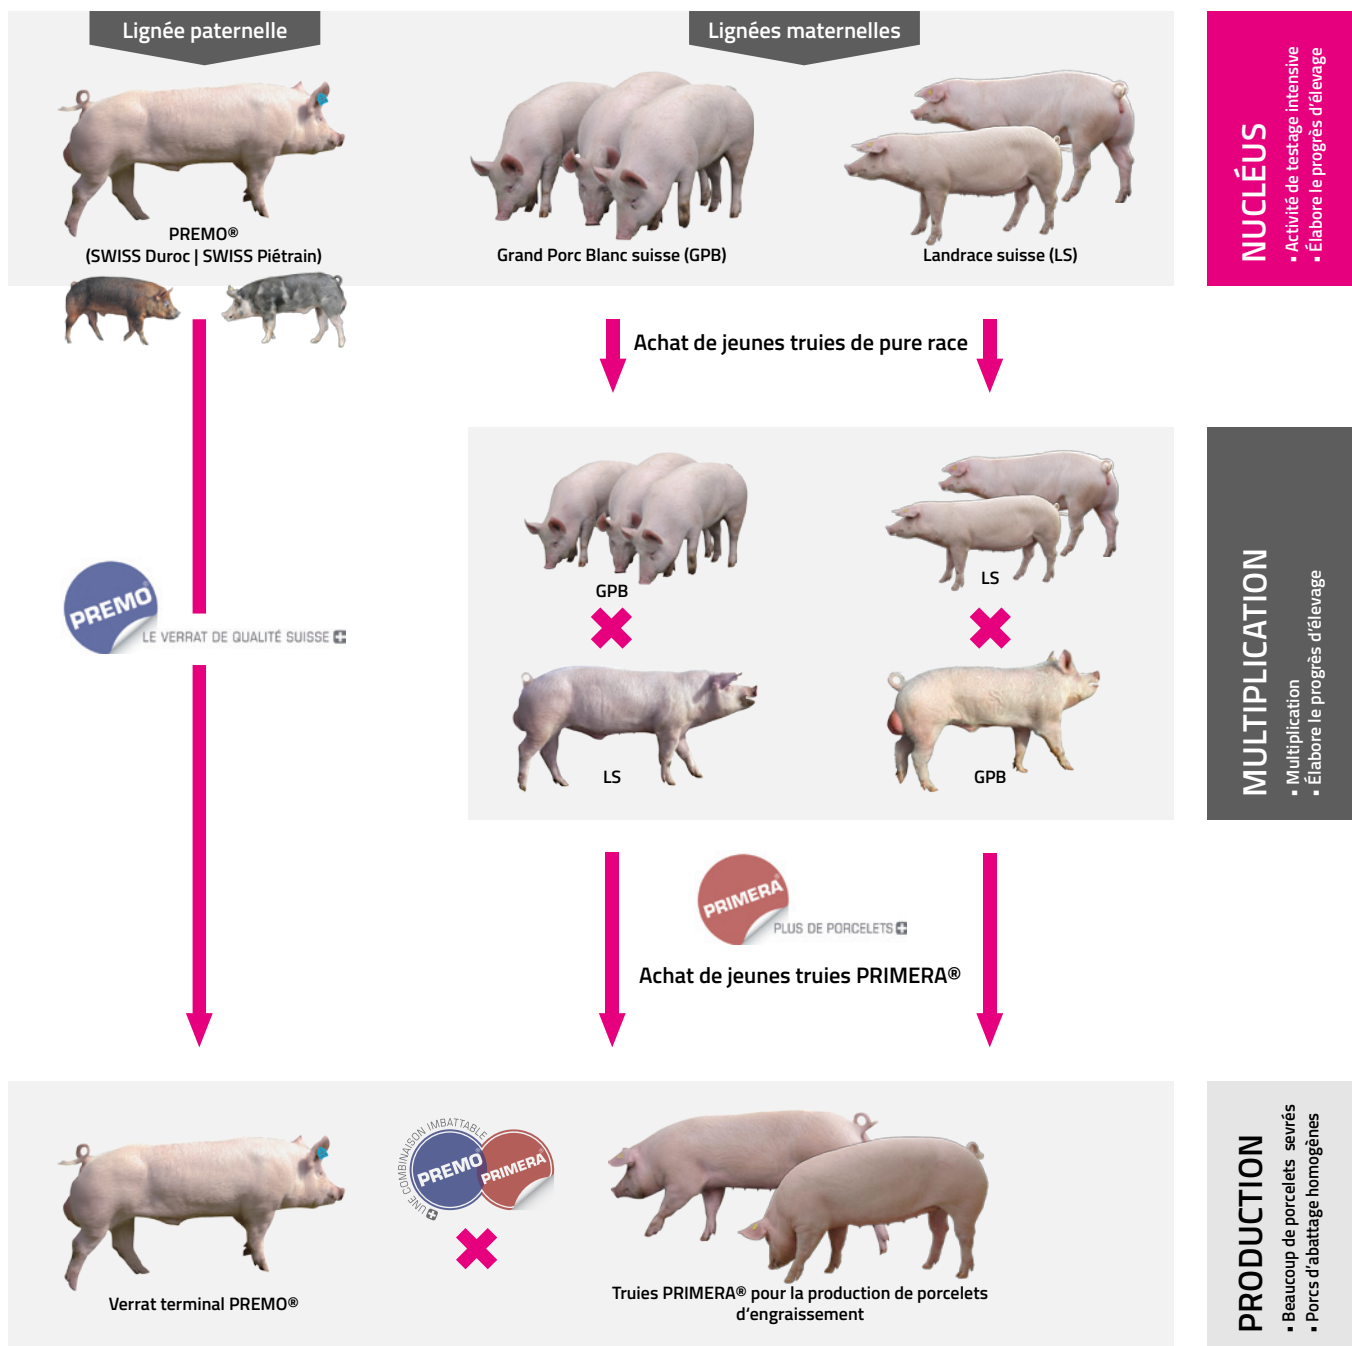 Lignée paternelle
Lignées maternelles
PREMO®
(SWISS Duroc | SWISS Piétrain)
Grand Porc Blanc suisse (GPB)
Landrace suisse (LS)
NUCLÉUS
▪ Activité de testage intensive
▪ Élabore le progrès d'élevage
Achat de jeunes truies de pure race
GPB
LS
LS
GPB
MULTIPLICATION
▪ Multiplication
▪ Élabore le progrès d'élevage
PREMO®
LE VERRAT DE QUALITÉ SUISSE
PRIMERA®
PLUS DE PORCELETS
Achat de jeunes truies PRIMERA®
UNE COMBINAISON IMBATTABLE
PREMO®
PRIMERA®
Verrat terminal PREMO®
Truies PRIMERA® pour la production de porcelets
d'engraissement
PRODUCTION
▪ Beaucoup de porcelets sevrés
▪ Porcs d'abattage homogènes